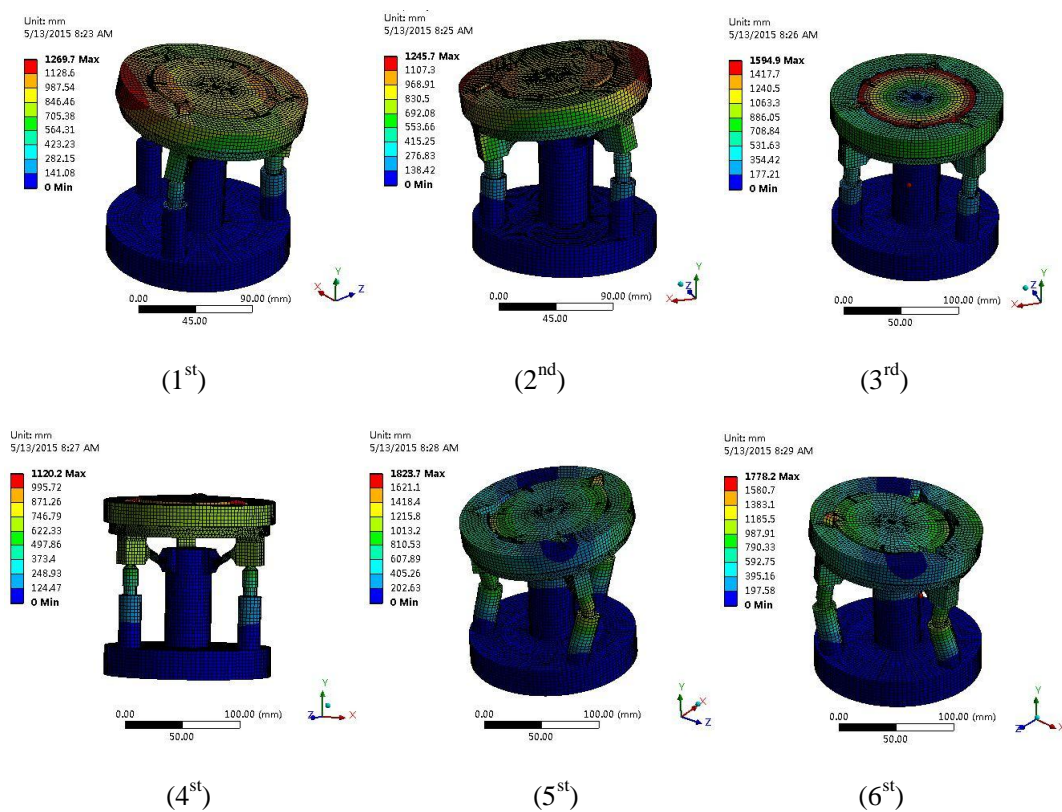 Unit: mm
5/13/2015 8:23 AM
1269.7 Max
1128.6
987.54
846.46
705.38
564.31
423.23
282.15
141.08
0 Min
0.00
90.00 (mm)
45.00
X
Y
Z
(1st)
Unit: mm
5/13/2015 8:25 AM
1245.7 Max
1107.3
968.91
830.5
692.08
553.66
415.25
276.83
138.42
0 Min
0.00
90.00 (mm)
45.00
Y
Z
X
(2nd)
Unit: mm
5/13/2015 8:26 AM
1594.9 Max
1417.7
1240.5
1063.3
886.05
708.84
531.63
354.42
177.21
0 Min
0.00
100.00 (mm)
50.00
Y
Z
X
(3rd)
Unit: mm
5/13/2015 8:27 AM
1120.2 Max
995.72
871.26
746.79
622.33
497.86
373.4
248.93
124.47
0 Min
0.00
100.00 (mm)
50.00
Y
Z
X
(4st)
Unit: mm
5/13/2015 8:28 AM
1823.7 Max
1621.1
1418.4
1215.8
1013.2
810.53
607.89
405.26
202.63
0 Min
0.00
100.00 (mm)
50.00
Y
X
Z
(5st)
Unit: mm
5/13/2015 8:29 AM
1778.2 Max
1580.7
1383.1
1185.5
987.91
790.33
592.75
395.16
197.58
0 Min
0.00
100.00 (mm)
50.00
Y
Z
X
(6st)